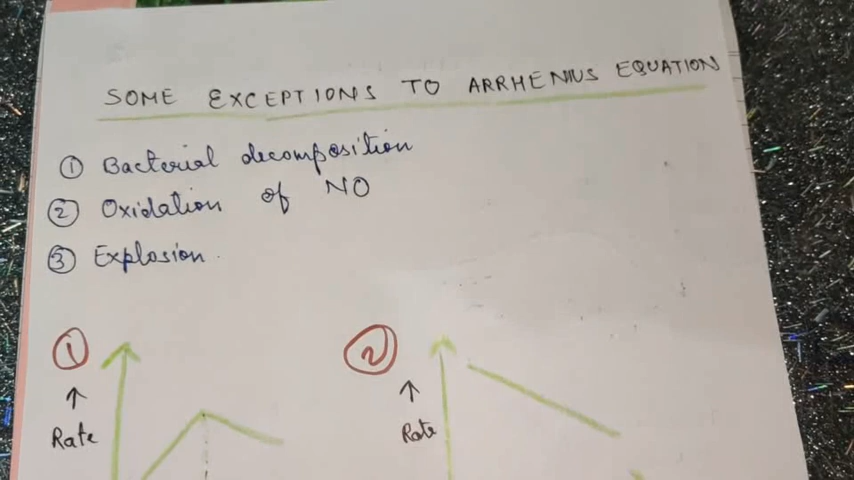 SOME EXCEPTIONS TO ARRHENIUS EQUATION
① Bacterial decomposition
② Oxidation of NO
③ Explosion.
① ②
↑ ↑
Rate Rate